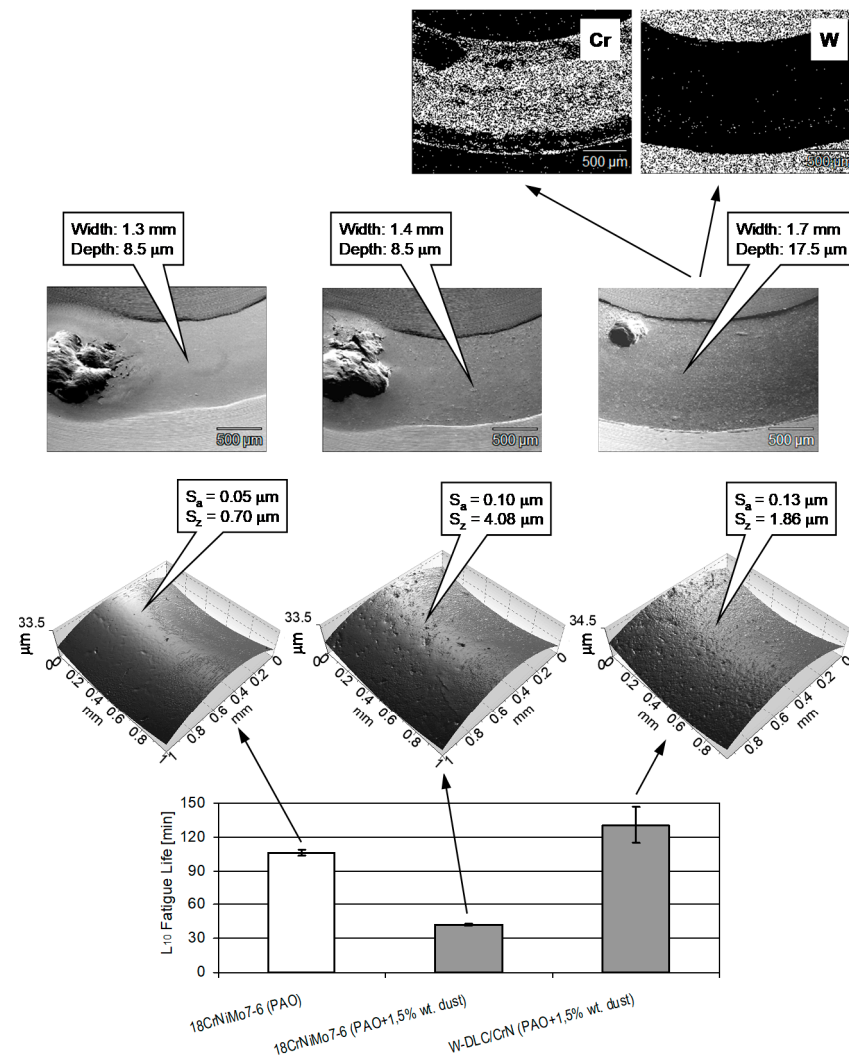 Cr
W
500 µm
500 µm
Width: 1.3 mm
Depth: 8.5 µm
Width: 1.4 mm
Depth: 8.5 µm
Width: 1.7 mm
Depth: 17.5 µm
500 µm
500 µm
500 µm
Sa = 0.05 µm
Sz = 0.70 µm
Sa = 0.10 µm
Sz = 4.08 µm
Sa = 0.13 µm
Sz = 1.86 µm
33.5
µm
0 0.2 0.4 0.6 0.8 1
mm
0 0.2 0.4 0.6 0.8 1
mm
33.5
µm
0 0.2 0.4 0.6 0.8 1
mm
0 0.2 0.4 0.6 0.8 1
mm
34.5
µm
0 0.2 0.4 0.6 0.8
mm
0 0.2 0.4 0.6 0.8
mm
L10 Fatigue Life [min]
150
120
90
60
30
0
18CrNiMo7-6 (PAO)
18CrNiMo7-6 (PAO+1,5% wt. dust)
W-DLC/CrN (PAO+1,5% wt. dust)